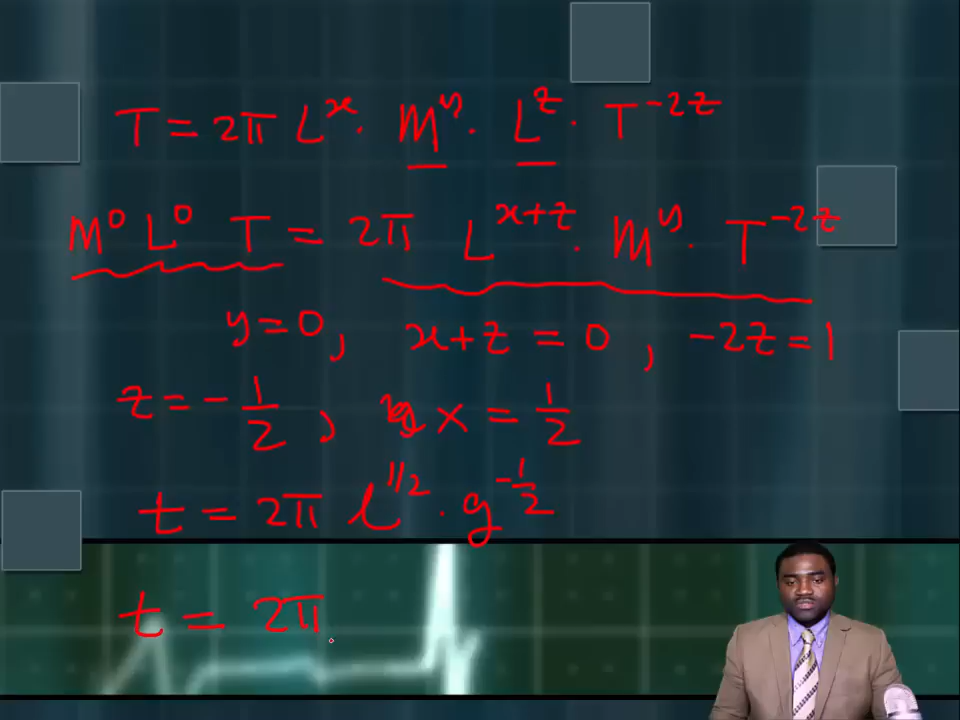 T = 2π L^x · M^y · L^z · T^-2z
M^0 L^0 T = 2π L^x+z · M^y · T^-2z
y = 0, x+z = 0, -2z = 1
z = -1/2, x = 1/2
t = 2π l^1/2 · g^-1/2
t = 2π